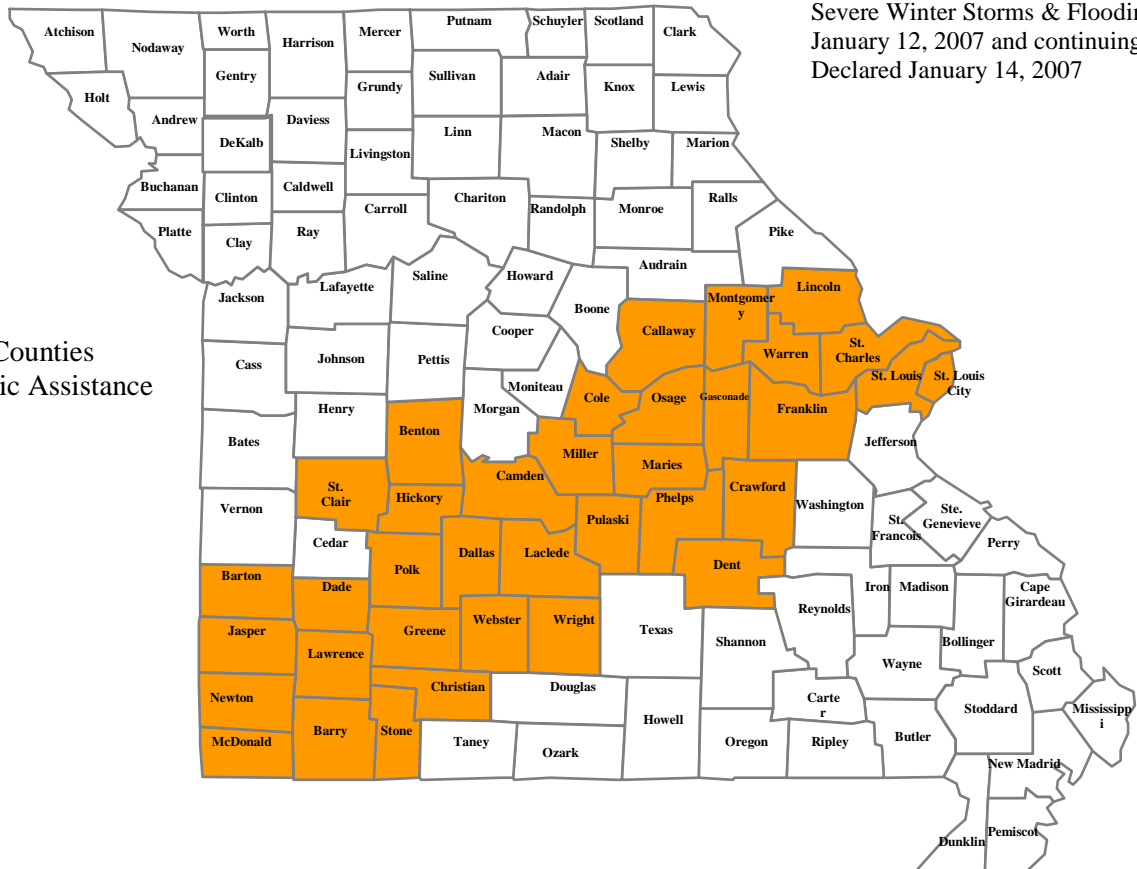 Severe Winter Storms & Floodin
January 12, 2007 and continuing
Declared January 14, 2007
Counties
ic Assistance
Atchison
Nodaway
Worth
Harrison
Mercer
Putnam
Schuyler
Scotland
Clark
Holt
Gentry
Grundy
Sullivan
Adair
Knox
Lewis
Andrew
DeKalb
Daviess
Livingston
Linn
Macon
Shelby
Marion
Buchanan
Clinton
Caldwell
Carroll
Chariton
Randolph
Monroe
Ralls
Platte
Clay
Ray
Pike
Saline
Howard
Audrain
Jackson
Lafayette
Boone
Montgomer
y
Lincoln
Cass
Johnson
Pettis
Cooper
Callaway
Warren
St.
Charles
Moniteau
St. Louis
St. Louis
City
Henry
Morgan
Cole
Osage
Gasconade
Franklin
Bates
Benton
Miller
Maries
Jefferson
St.
Clair
Hickory
Camden
Phelps
Crawford
Washington
Vernon
Pulaski
St.
Francois
Ste.
Genevieve
Perry
Cedar
Polk
Dallas
Laclede
Dent
Barton
Dade
Iron
Madison
Cape
Girardeau
Reynolds
Jasper
Lawrence
Greene
Webster
Wright
Texas
Shannon
Bollinger
Wayne
Scott
Newton
Christian
Douglas
Carte
r
Stoddard
Mississipp
i
McDonald
Barry
Stone
Taney
Ozark
Howell
Oregon
Ripley
Butler
New Madrid
Dunklin
Pemiscot